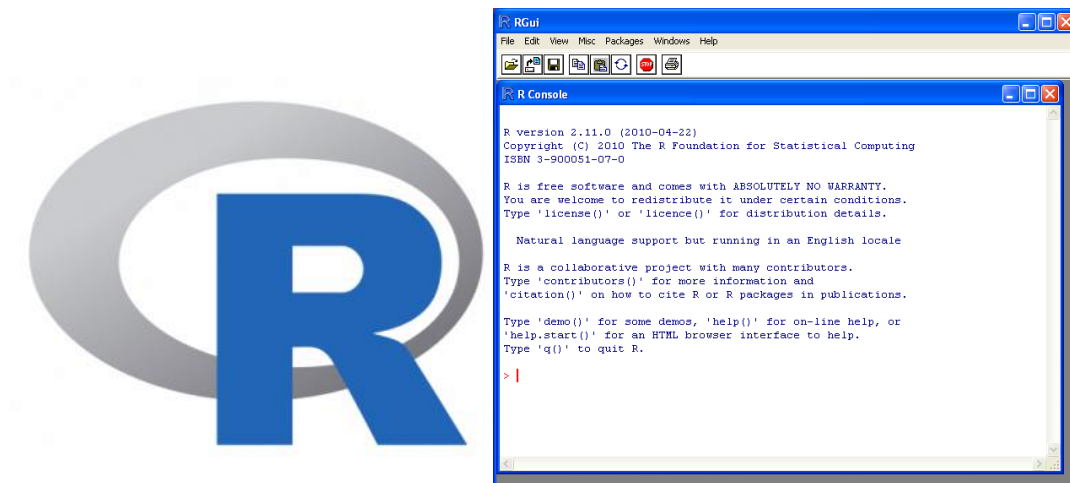 R
RGui
File Edit View Misc Packages Windows Help
STOP
R Console
R version 2.11.0 (2010-04-22)
Copyright (C) 2010 The R Foundation for Statistical Computing
ISBN 3-900051-07-0
R is free software and comes with ABSOLUTELY NO WARRANTY.
You are welcome to redistribute it under certain conditions.
Type 'license()' or 'licence()' for distribution details.
Natural language support but running in an English locale
R is a collaborative project with many contributors.
Type 'contributors()' for more information and
'citation()' on how to cite R or R packages in publications.
Type 'demo()' for some demos, 'help()' for on-line help, or
'help.start()' for an HTML browser interface to help.
Type 'q()' to quit R.
>